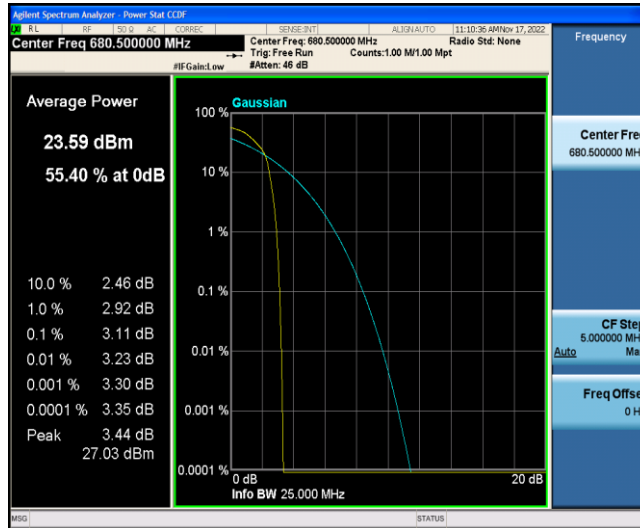 Agilent Spectrum Analyzer - Power Stat CCDF
RL RF 50 Ω AC CORREC SENSE:INT ALIGNAUTO 11:10:36 AMNov 17, 2022
Center Freq 680.500000 MHz
Center Freq: 680.500000 MHz Radio Std: None
Trig: Free Run Counts:1.00 M/1.00 Mpt
#IFGain:Low #Atten: 46 dB
Frequency
Average Power
23.59 dBm
55.40 % at 0dB
10.0 % 2.46 dB
1.0 % 2.92 dB
0.1 % 3.11 dB
0.01 % 3.23 dB
0.001 % 3.30 dB
0.0001 % 3.35 dB
Peak 3.44 dB
27.03 dBm
Gaussian
100 %
10 %
1 %
0.1 %
0.01 %
0.001 %
0.0001 %
0 dB 20 dB
Info BW 25.000 MHz
Center Fre
680.500000 MH
CF Step
5.000000 MH
Auto Ma
Freq Offse
0 H
MSG STATUS